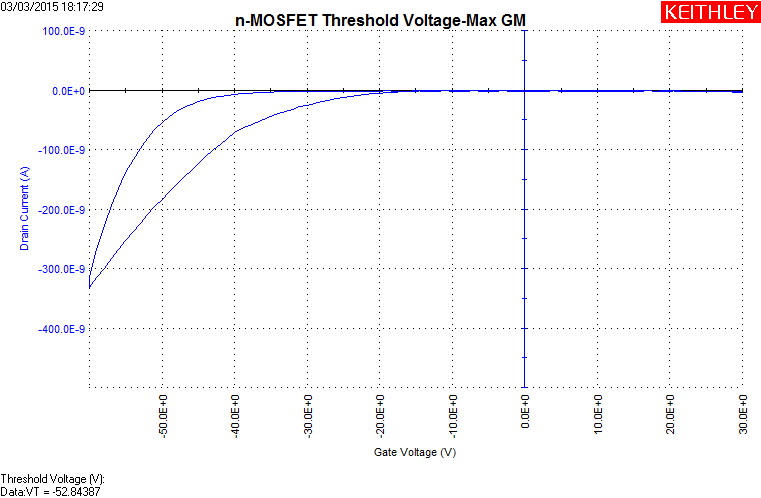 03/03/2015 18:17:29
n-MOSFET Threshold Voltage-Max GM
KEITHLEY
100.0E-9
0.0E+0
-100.0E-9
-200.0E-9
-300.0E-9
-400.0E-9
Drain Current (A)
-50.0E+0
-40.0E+0
-30.0E+0
-20.0E+0
-10.0E+0
0.0E+0
10.0E+0
20.0E+0
30.0E+0
Gate Voltage (V)
Threshold Voltage (V):
Data:VT = -52.84387